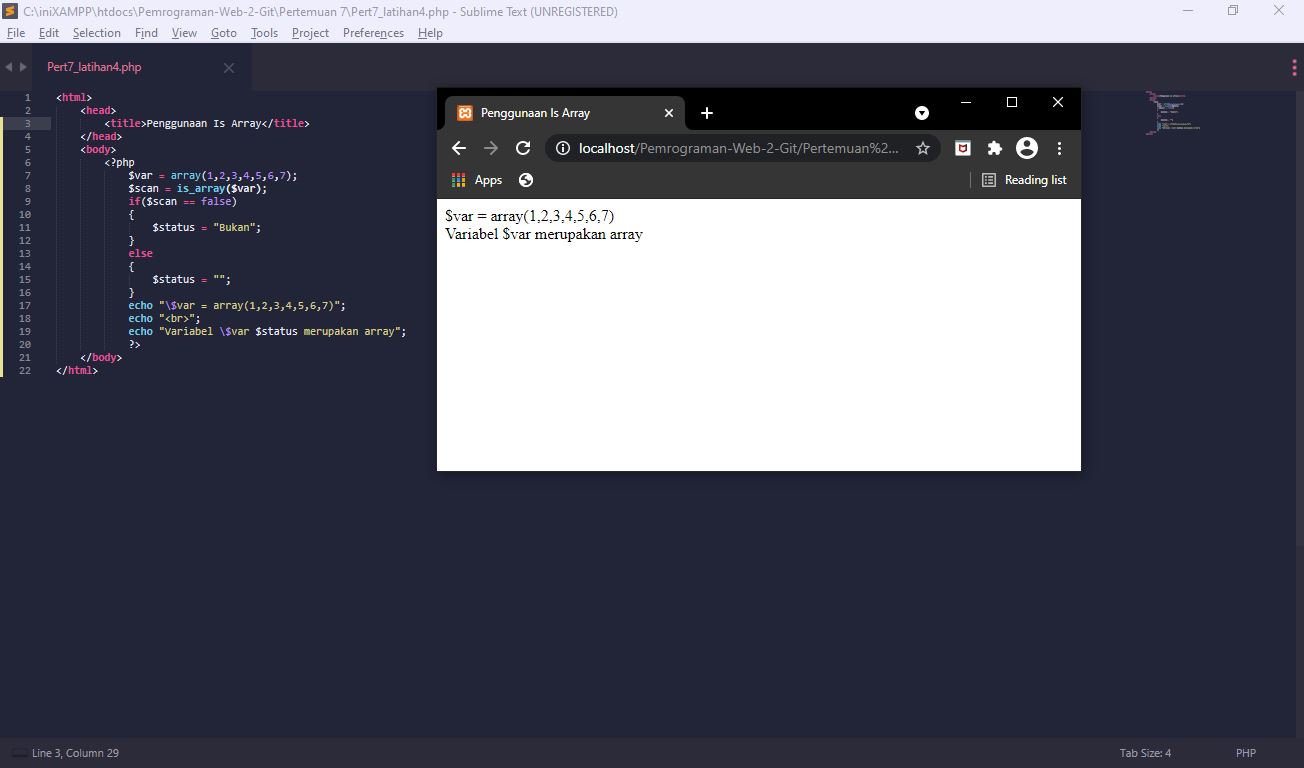 C:\iniXAMPP\htdocs\Pemrograman-Web-2-Git\Pertemuan 7\Pert7_latihan4.php - Sublime Text (UNREGISTERED)
File Edit Selection Find View Goto Tools Project Preferences Help
Pert7_latihan4.php
1 <html>
2 <head>
3 <title>Penggunaan Is Array</title>
4 </head>
5 <body>
6 <?php
7 $var = array(1,2,3,4,5,6,7);
8 $scan = is_array($var);
9 if($scan == false)
10 {
11 $status = "Bukan";
12 }
13 else
14 {
15 $status = "";
16 }
17 echo "\$var = array(1,2,3,4,5,6,7)";
18 echo "<br>";
19 echo "Variabel \$var $status merupakan array";
20 ?>
21 </body>
22 </html>
Penggunaan Is Array
localhost/Pemrograman-Web-2-Git/Pertemuan%2...
Apps
Reading list
$var = array(1,2,3,4,5,6,7)
Variabel $var merupakan array
Line 3, Column 29
Tab Size: 4
PHP